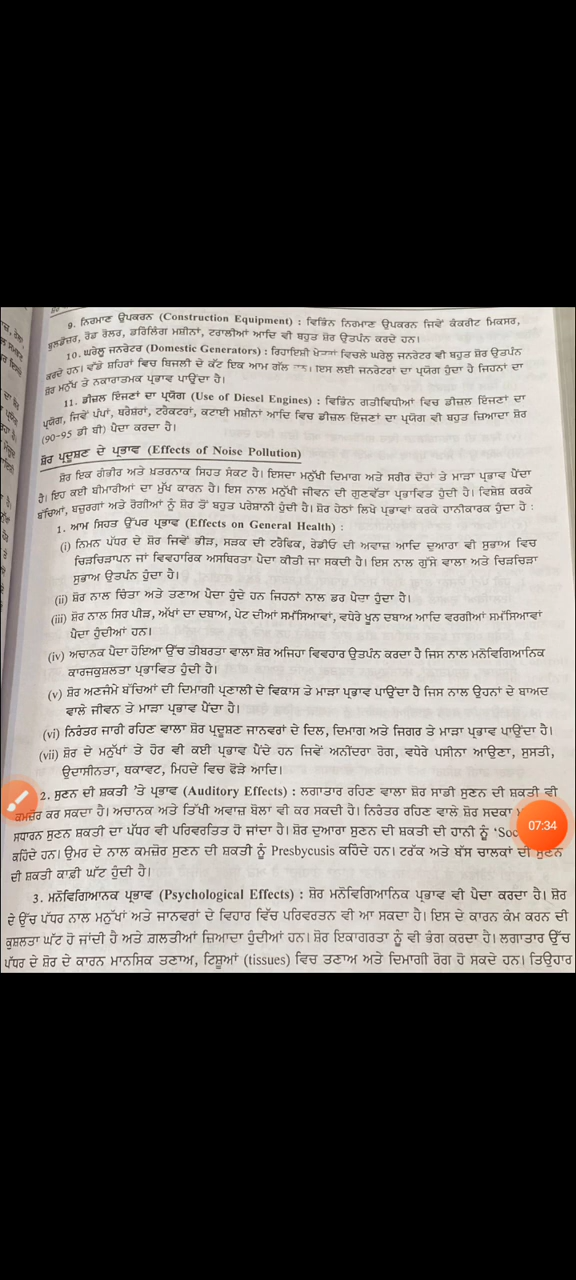 9. ਨਿਰਮਾਣ ਉਪਕਰਨ (Construction Equipment) : ਵਿਭਿੰਨ ਨਿਰਮਾਣ ਉਪਕਰਨ ਜਿਵੇਂ ਕੰਕਰੀਟ ਮਿਕਸਰ,
ਬੁਲਡੋਜ਼ਰ, ਰੋਡ ਰੋਲਰ, ਡਰਿਲਿੰਗ ਮਸ਼ੀਨਾਂ, ਟਰਾਲੀਆਂ ਆਦਿ ਵੀ ਬਹੁਤ ਸ਼ੋਰ ਉਤਪੰਨ ਕਰਦੇ ਹਨ।
10. ਘਰੇਲੂ ਜਨਰੇਟਰ (Domestic Generators) : ਰਿਹਾਇਸ਼ੀ ਖੇਤਰਾਂ ਵਿਚਲੇ ਘਰੇਲੂ ਜਨਰੇਟਰ ਵੀ ਬਹੁਤ ਸ਼ੋਰ ਉਤਪੰਨ
ਕਰਦੇ ਹਨ। ਵੱਡੇ ਸ਼ਹਿਰਾਂ ਵਿਚ ਬਿਜਲੀ ਦੇ ਕੱਟ ਇਕ ਆਮ ਗੱਲ ਹਨ। ਇਸ ਲਈ ਜਨਰੇਟਰਾਂ ਦਾ ਪ੍ਰਯੋਗ ਹੁੰਦਾ ਹੈ ਜਿਹਨਾਂ ਦਾ
ਸ਼ੋਰ ਮਨੁੱਖ ਤੇ ਨਕਾਰਾਤਮਕ ਪ੍ਰਭਾਵ ਪਾਉਂਦਾ ਹੈ।
11. ਡੀਜ਼ਲ ਇੰਜਣਾਂ ਦਾ ਪ੍ਰਯੋਗ (Use of Diesel Engines) : ਵਿਭਿੰਨ ਗਤੀਵਿਧੀਆਂ ਵਿਚ ਡੀਜ਼ਲ ਇੰਜਣਾਂ ਦਾ
ਪ੍ਰਯੋਗ, ਜਿਵੇਂ ਪੰਪਾਂ, ਥਰੇਸ਼ਰਾਂ, ਟਰੈਕਟਰਾਂ, ਕਟਾਈ ਮਸ਼ੀਨਾਂ ਆਦਿ ਵਿਚ ਡੀਜ਼ਲ ਇੰਜਣਾਂ ਦਾ ਪ੍ਰਯੋਗ ਵੀ ਬਹੁਤ ਜ਼ਿਆਦਾ ਸ਼ੋਰ
(90-95 ਡੀ ਬੀ) ਪੈਦਾ ਕਰਦਾ ਹੈ।
ਸ਼ੋਰ ਪ੍ਰਦੂਸ਼ਣ ਦੇ ਪ੍ਰਭਾਵ (Effects of Noise Pollution)
ਸ਼ੋਰ ਇਕ ਗੰਭੀਰ ਅਤੇ ਖ਼ਤਰਨਾਕ ਸਿਹਤ ਸੰਕਟ ਹੈ। ਇਸਦਾ ਮਨੁੱਖੀ ਦਿਮਾਗ ਅਤੇ ਸਰੀਰ ਦੋਹਾਂ ਤੇ ਮਾੜਾ ਪ੍ਰਭਾਵ ਪੈਂਦਾ
ਹੈ। ਇਹ ਕਈ ਬੀਮਾਰੀਆਂ ਦਾ ਮੁੱਖ ਕਾਰਨ ਹੈ। ਇਸ ਨਾਲ ਮਨੁੱਖੀ ਜੀਵਨ ਦੀ ਗੁਣਵੱਤਾ ਪ੍ਰਭਾਵਿਤ ਹੁੰਦੀ ਹੈ। ਵਿਸ਼ੇਸ਼ ਕਰਕੇ
ਬੱਚਿਆਂ, ਬਜ਼ੁਰਗਾਂ ਅਤੇ ਰੋਗੀਆਂ ਨੂੰ ਸ਼ੋਰ ਤੋਂ ਬਹੁਤ ਪਰੇਸ਼ਾਨੀ ਹੁੰਦੀ ਹੈ। ਸ਼ੋਰ ਹੇਠਾਂ ਲਿਖੇ ਪ੍ਰਭਾਵਾਂ ਕਰਕੇ ਹਾਨੀਕਾਰਕ ਹੁੰਦਾ ਹੈ :
1. ਆਮ ਸਿਹਤ ਉੱਪਰ ਪ੍ਰਭਾਵ (Effects on General Health) :
(i) ਨਿਮਨ ਪੱਧਰ ਦੇ ਸ਼ੋਰ ਜਿਵੇਂ ਭੀੜ, ਸੜਕ ਦੀ ਟਰੈਫਿਕ, ਰੇਡੀਓ ਦੀ ਅਵਾਜ਼ ਆਦਿ ਦੁਆਰਾ ਵੀ ਸੁਭਾਅ ਵਿਚ
ਚਿੜਚਿੜਾਪਨ ਜਾਂ ਵਿਵਹਾਰਿਕ ਅਸਥਿਰਤਾ ਪੈਦਾ ਕੀਤੀ ਜਾ ਸਕਦੀ ਹੈ। ਇਸ ਨਾਲ ਗੁੱਸੇ ਵਾਲਾ ਅਤੇ ਚਿੜਚਿੜਾ
ਸੁਭਾਅ ਉਤਪੰਨ ਹੁੰਦਾ ਹੈ।
(ii) ਸ਼ੋਰ ਨਾਲ ਚਿੰਤਾ ਅਤੇ ਤਣਾਅ ਪੈਦਾ ਹੁੰਦੇ ਹਨ ਜਿਹਨਾਂ ਨਾਲ ਡਰ ਪੈਦਾ ਹੁੰਦਾ ਹੈ।
(iii) ਸ਼ੋਰ ਨਾਲ ਸਿਰ ਪੀੜ, ਅੱਖਾਂ ਦਾ ਦਬਾਅ, ਪੇਟ ਦੀਆਂ ਸਮੱਸਿਆਵਾਂ, ਵਧੇਰੇ ਖੂਨ ਦਬਾਅ ਆਦਿ ਵਰਗੀਆਂ ਸਮੱਸਿਆਵਾਂ
ਪੈਦਾ ਹੁੰਦੀਆਂ ਹਨ।
(iv) ਅਚਾਨਕ ਪੈਦਾ ਹੋਇਆ ਉੱਚ ਤੀਬਰਤਾ ਵਾਲਾ ਸ਼ੋਰ ਅਜਿਹਾ ਵਿਵਹਾਰ ਉਤਪੰਨ ਕਰਦਾ ਹੈ ਜਿਸ ਨਾਲ ਮਨੋਵਿਗਿਆਨਿਕ
ਕਾਰਜਕੁਸ਼ਲਤਾ ਪ੍ਰਭਾਵਿਤ ਹੁੰਦੀ ਹੈ।
(v) ਸ਼ੋਰ ਅਣਜੰਮੇ ਬੱਚਿਆਂ ਦੀ ਦਿਮਾਗੀ ਪ੍ਰਣਾਲੀ ਦੇ ਵਿਕਾਸ ਤੇ ਮਾੜਾ ਪ੍ਰਭਾਵ ਪਾਉਂਦਾ ਹੈ ਜਿਸ ਨਾਲ ਉਹਨਾਂ ਦੇ ਬਾਅਦ
ਵਾਲੇ ਜੀਵਨ ਤੇ ਮਾੜਾ ਪ੍ਰਭਾਵ ਪੈਂਦਾ ਹੈ।
(vi) ਨਿਰੰਤਰ ਜਾਰੀ ਰਹਿਣ ਵਾਲਾ ਸ਼ੋਰ ਪ੍ਰਦੂਸ਼ਣ ਜਾਨਵਰਾਂ ਦੇ ਦਿਲ, ਦਿਮਾਗ ਅਤੇ ਜਿਗਰ ਤੇ ਮਾੜਾ ਪ੍ਰਭਾਵ ਪਾਉਂਦਾ ਹੈ।
(vii) ਸ਼ੋਰ ਦੇ ਮਨੁੱਖਾਂ ਤੇ ਹੋਰ ਵੀ ਕਈ ਪ੍ਰਭਾਵ ਪੈਂਦੇ ਹਨ ਜਿਵੇਂ ਅਨੀਂਦਰਾ ਰੋਗ, ਵਧੇਰੇ ਪਸੀਨਾ ਆਉਣਾ, ਸੁਸਤੀ,
ਉਦਾਸੀਨਤਾ, ਥਕਾਵਟ, ਮਿਹਦੇ ਵਿਚ ਫੋੜੇ ਆਦਿ।
2. ਸੁਣਨ ਦੀ ਸ਼ਕਤੀ 'ਤੇ ਪ੍ਰਭਾਵ (Auditory Effects) : ਲਗਾਤਾਰ ਰਹਿਣ ਵਾਲਾ ਸ਼ੋਰ ਸਾਡੀ ਸੁਣਨ ਦੀ ਸ਼ਕਤੀ ਵੀ
ਕਮਜ਼ੋਰ ਕਰ ਸਕਦਾ ਹੈ। ਅਚਾਨਕ ਅਤੇ ਤਿੱਖੀ ਅਵਾਜ਼ ਬੋਲਾ ਵੀ ਕਰ ਸਕਦੀ ਹੈ। ਨਿਰੰਤਰ ਰਹਿਣ ਵਾਲੇ ਸ਼ੋਰ ਸਦਕਾ
ਸਧਾਰਨ ਸੁਣਨ ਸ਼ਕਤੀ ਦਾ ਪੱਧਰ ਵੀ ਪਰਿਵਰਤਿਤ ਹੋ ਜਾਂਦਾ ਹੈ। ਸ਼ੋਰ ਦੁਆਰਾ ਸੁਣਨ ਦੀ ਸ਼ਕਤੀ ਦੀ ਹਾਨੀ ਨੂੰ 'Soc 07:34
ਕਹਿੰਦੇ ਹਨ। ਉਮਰ ਦੇ ਨਾਲ ਕਮਜ਼ੋਰ ਸੁਣਨ ਦੀ ਸ਼ਕਤੀ ਨੂੰ Presbycusis ਕਹਿੰਦੇ ਹਨ। ਟਰੱਕ ਅਤੇ ਬੱਸ ਚਾਲਕਾਂ ਦੀ ਸੁਣਨ
ਦੀ ਸ਼ਕਤੀ ਕਾਫ਼ੀ ਘੱਟ ਹੁੰਦੀ ਹੈ।
3. ਮਨੋਵਿਗਿਆਨਕ ਪ੍ਰਭਾਵ (Psychological Effects) : ਸ਼ੋਰ ਮਨੋਵਿਗਿਆਨਿਕ ਪ੍ਰਭਾਵ ਵੀ ਪੈਦਾ ਕਰਦਾ ਹੈ। ਸ਼ੋਰ
ਦੇ ਉੱਚ ਪੱਧਰ ਨਾਲ ਮਨੁੱਖਾਂ ਅਤੇ ਜਾਨਵਰਾਂ ਦੇ ਵਿਹਾਰ ਵਿੱਚ ਪਰਿਵਰਤਨ ਵੀ ਆ ਸਕਦਾ ਹੈ। ਇਸ ਦੇ ਕਾਰਨ ਕੰਮ ਕਰਨ ਦੀ
ਕੁਸ਼ਲਤਾ ਘੱਟ ਹੋ ਜਾਂਦੀ ਹੈ ਅਤੇ ਗ਼ਲਤੀਆਂ ਜ਼ਿਆਦਾ ਹੁੰਦੀਆਂ ਹਨ। ਸ਼ੋਰ ਇਕਾਗਰਤਾ ਨੂੰ ਵੀ ਭੰਗ ਕਰਦਾ ਹੈ। ਲਗਾਤਾਰ ਉੱਚ
ਪੱਧਰ ਦੇ ਸ਼ੋਰ ਦੇ ਕਾਰਨ ਮਾਨਸਿਕ ਤਣਾਅ, ਟਿਸ਼ੂਆਂ (tissues) ਵਿਚ ਤਣਾਅ ਅਤੇ ਦਿਮਾਗੀ ਰੋਗ ਹੋ ਸਕਦੇ ਹਨ। ਤਿਉਹਾਰ